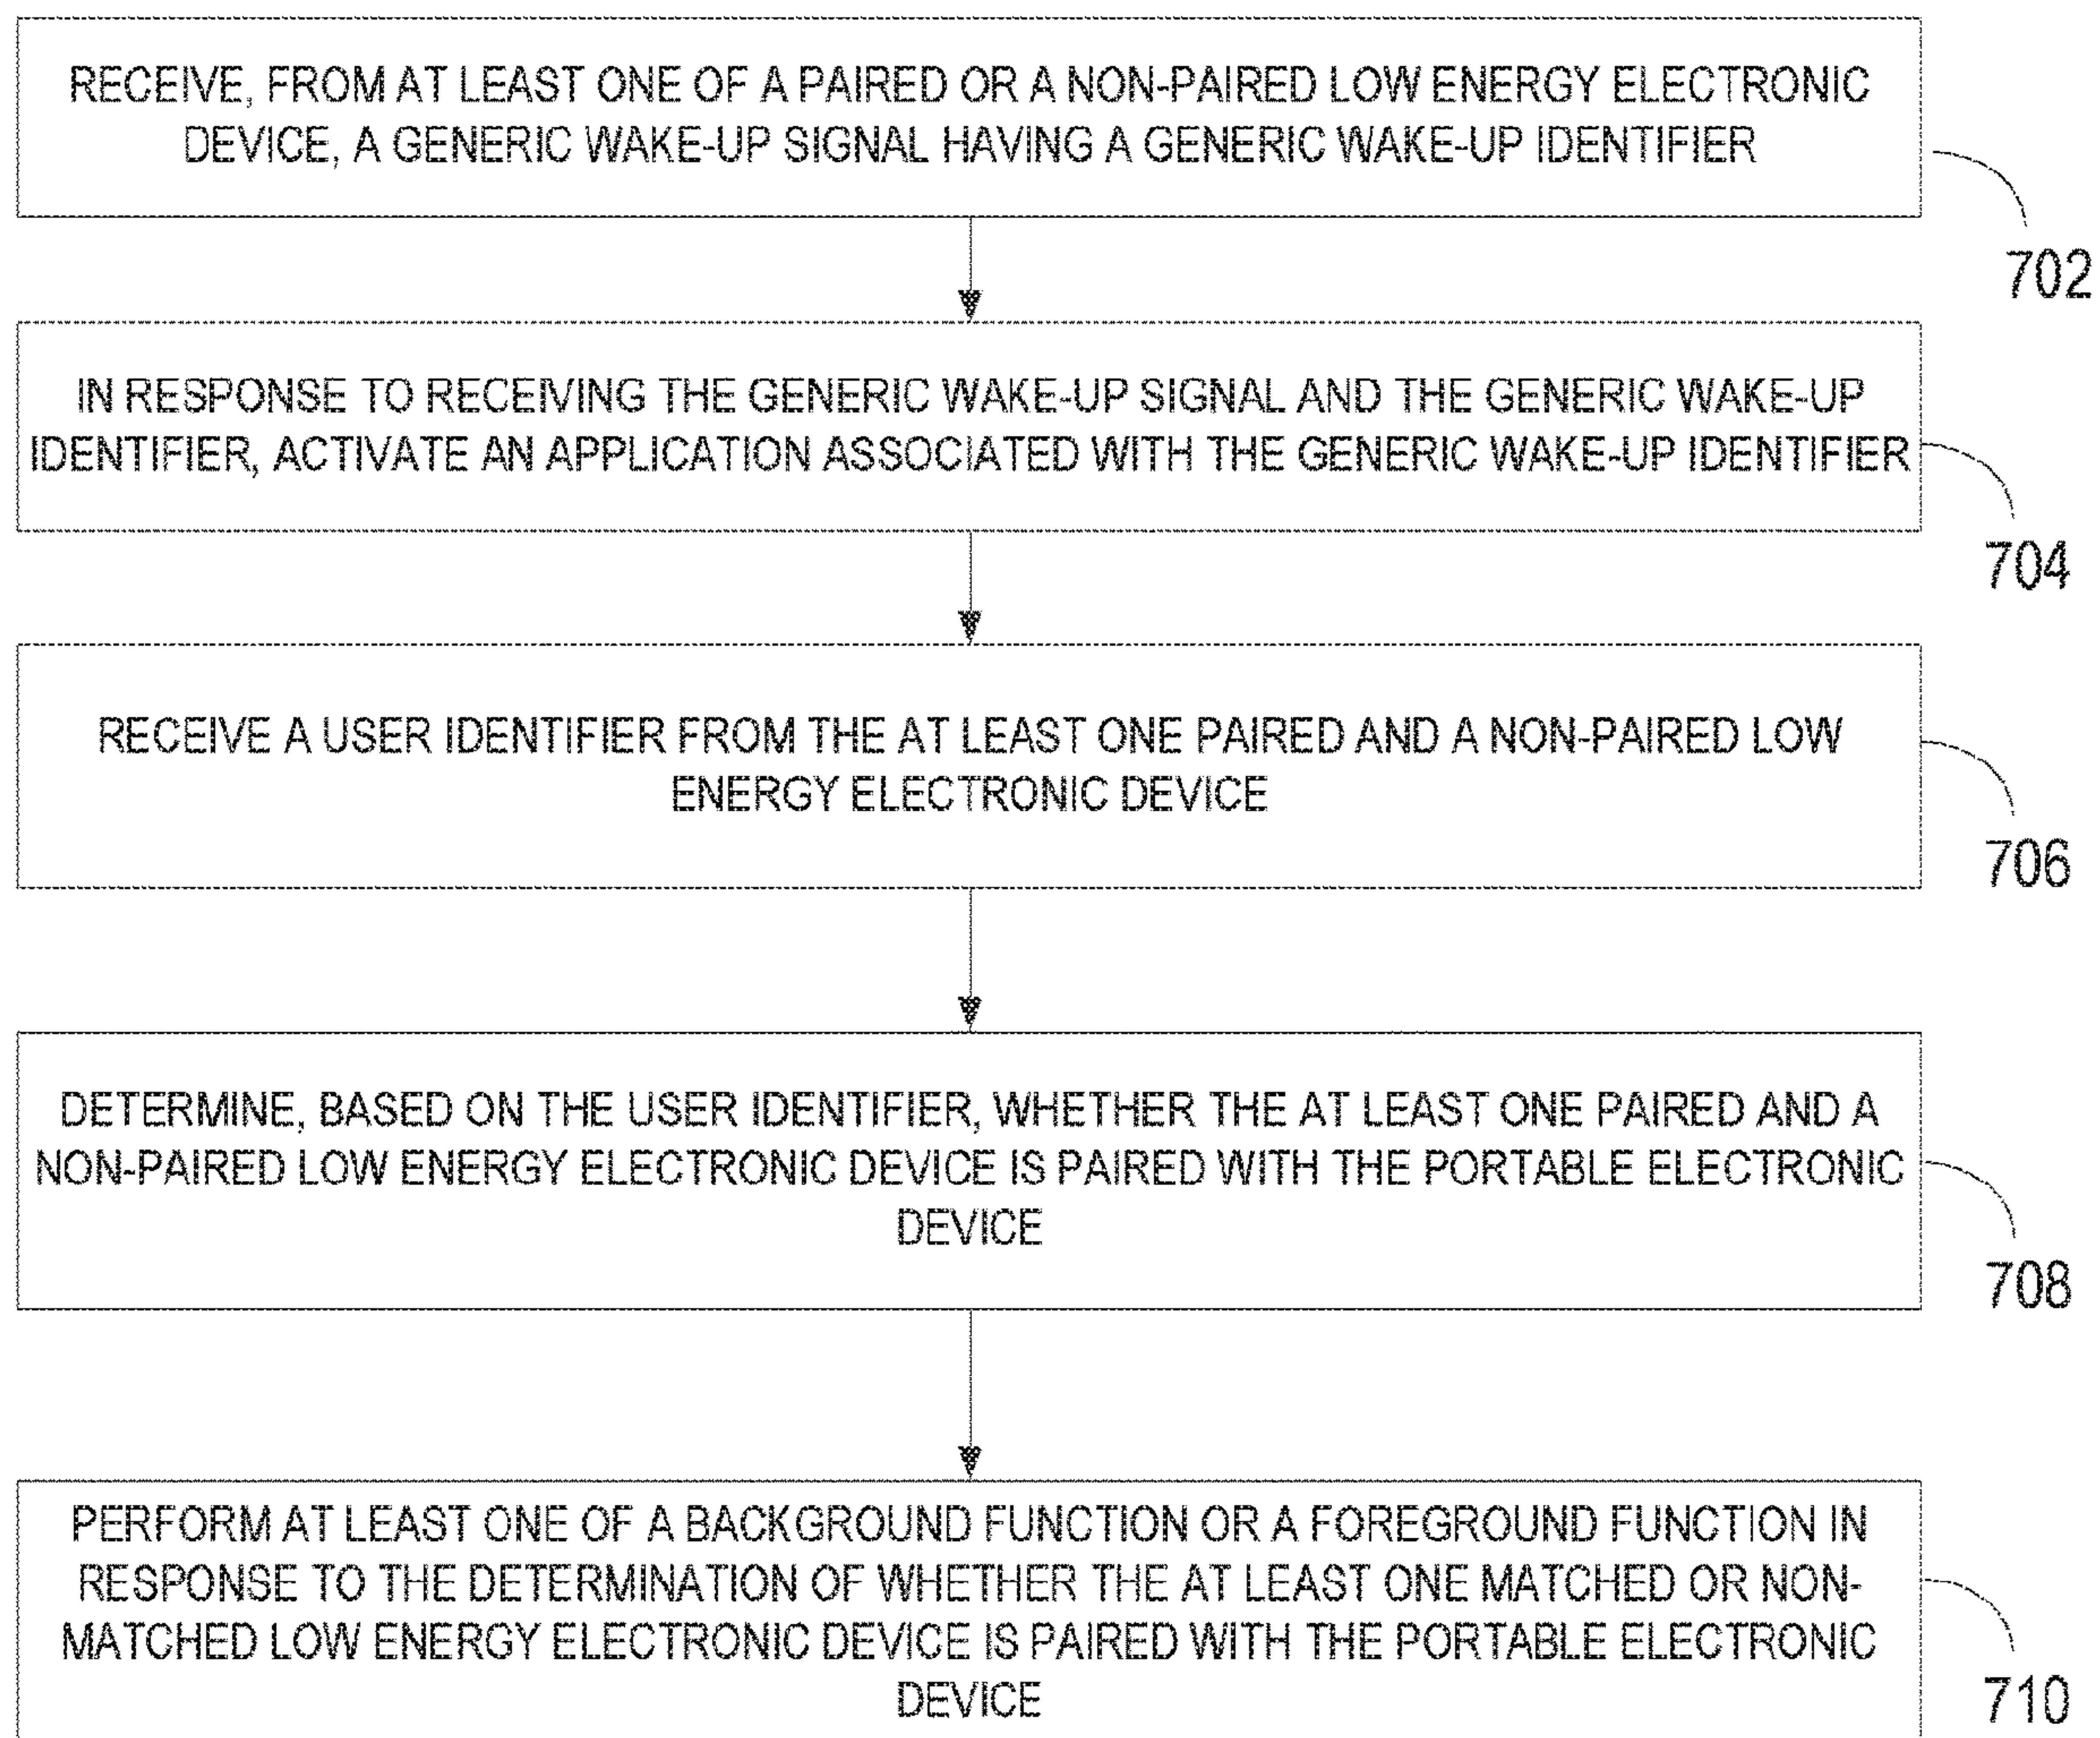 RECEIVE, FROM AT LEAST ONE OF A PAIRED OR A NON-PAIRED LOW ENERGY ELECTRONIC
DEVICE, A GENERIC WAKE-UP SIGNAL HAVING A GENERIC WAKE-UP IDENTIFIER
702
IN RESPONSE TO RECEIVING THE GENERIC WAKE-UP SIGNAL AND THE GENERIC WAKE-UP
IDENTIFIER, ACTIVATE AN APPLICATION ASSOCIATED WITH THE GENERIC WAKE-UP IDENTIFIER
704
RECEIVE A USER IDENTIFIER FROM THE AT LEAST ONE PAIRED AND A NON-PAIRED LOW
ENERGY ELECTRONIC DEVICE
706
DETERMINE, BASED ON THE USER IDENTIFIER, WHETHER THE AT LEAST ONE PAIRED AND A
NON-PAIRED LOW ENERGY ELECTRONIC DEVICE IS PAIRED WITH THE PORTABLE ELECTRONIC
DEVICE
708
PERFORM AT LEAST ONE OF A BACKGROUND FUNCTION OR A FOREGROUND FUNCTION IN
RESPONSE TO THE DETERMINATION OF WHETHER THE AT LEAST ONE MATCHED OR NON-
MATCHED LOW ENERGY ELECTRONIC DEVICE IS PAIRED WITH THE PORTABLE ELECTRONIC
DEVICE
710